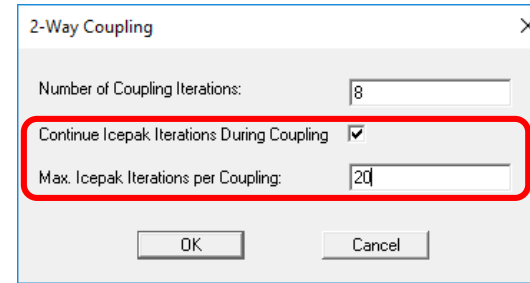 2-Way Coupling
Number of Coupling Iterations: 8
Continue Icepak Iterations During Coupling
Max. Icepak Iterations per Coupling: 20
OK Cancel